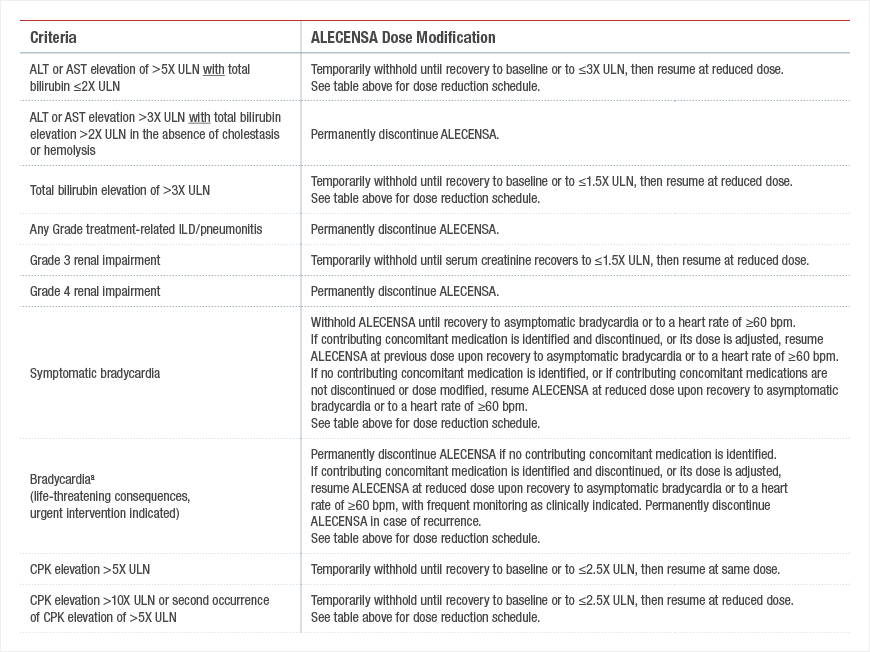 Criteria
ALECENSA Dose Modification
ALT or AST elevation of >5X ULN with total
bilirubin ≤2X ULN
Temporarily withhold until recovery to baseline or to ≤3X ULN, then resume at reduced dose.
See table above for dose reduction schedule.
ALT or AST elevation >3X ULN with total bilirubin
elevation >2X ULN in the absence of cholestasis
or hemolysis
Permanently discontinue ALECENSA.
Total bilirubin elevation of >3X ULN
Temporarily withhold until recovery to baseline or to ≤1.5X ULN, then resume at reduced dose.
See table above for dose reduction schedule.
Any Grade treatment-related ILD/pneumonitis
Permanently discontinue ALECENSA.
Grade 3 renal impairment
Temporarily withhold until serum creatinine recovers to ≤1.5X ULN, then resume at reduced dose.
Grade 4 renal impairment
Permanently discontinue ALECENSA.
Symptomatic bradycardia
Withhold ALECENSA until recovery to asymptomatic bradycardia or to a heart rate of ≥60 bpm.
If contributing concomitant medication is identified and discontinued, or its dose is adjusted, resume
ALECENSA at previous dose upon recovery to asymptomatic bradycardia or to a heart rate of ≥60 bpm.
If no contributing concomitant medication is identified, or if contributing concomitant medications are
not discontinued or dose modified, resume ALECENSA at reduced dose upon recovery to asymptomatic
bradycardia or to a heart rate of ≥60 bpm.
See table above for dose reduction schedule.
Bradycardiaª
(life-threatening consequences,
urgent intervention indicated)
Permanently discontinue ALECENSA if no contributing concomitant medication is identified.
If contributing concomitant medication is identified and discontinued, or its dose is adjusted,
resume ALECENSA at reduced dose upon recovery to asymptomatic bradycardia or to a heart
rate of ≥60 bpm, with frequent monitoring as clinically indicated. Permanently discontinue
ALECENSA in case of recurrence.
See table above for dose reduction schedule.
CPK elevation >5X ULN
Temporarily withhold until recovery to baseline or to ≤2.5X ULN, then resume at same dose.
CPK elevation >10X ULN or second occurrence
of CPK elevation of >5X ULN
Temporarily withhold until recovery to baseline or to ≤2.5X ULN, then resume at reduced dose.
See table above for dose reduction schedule.